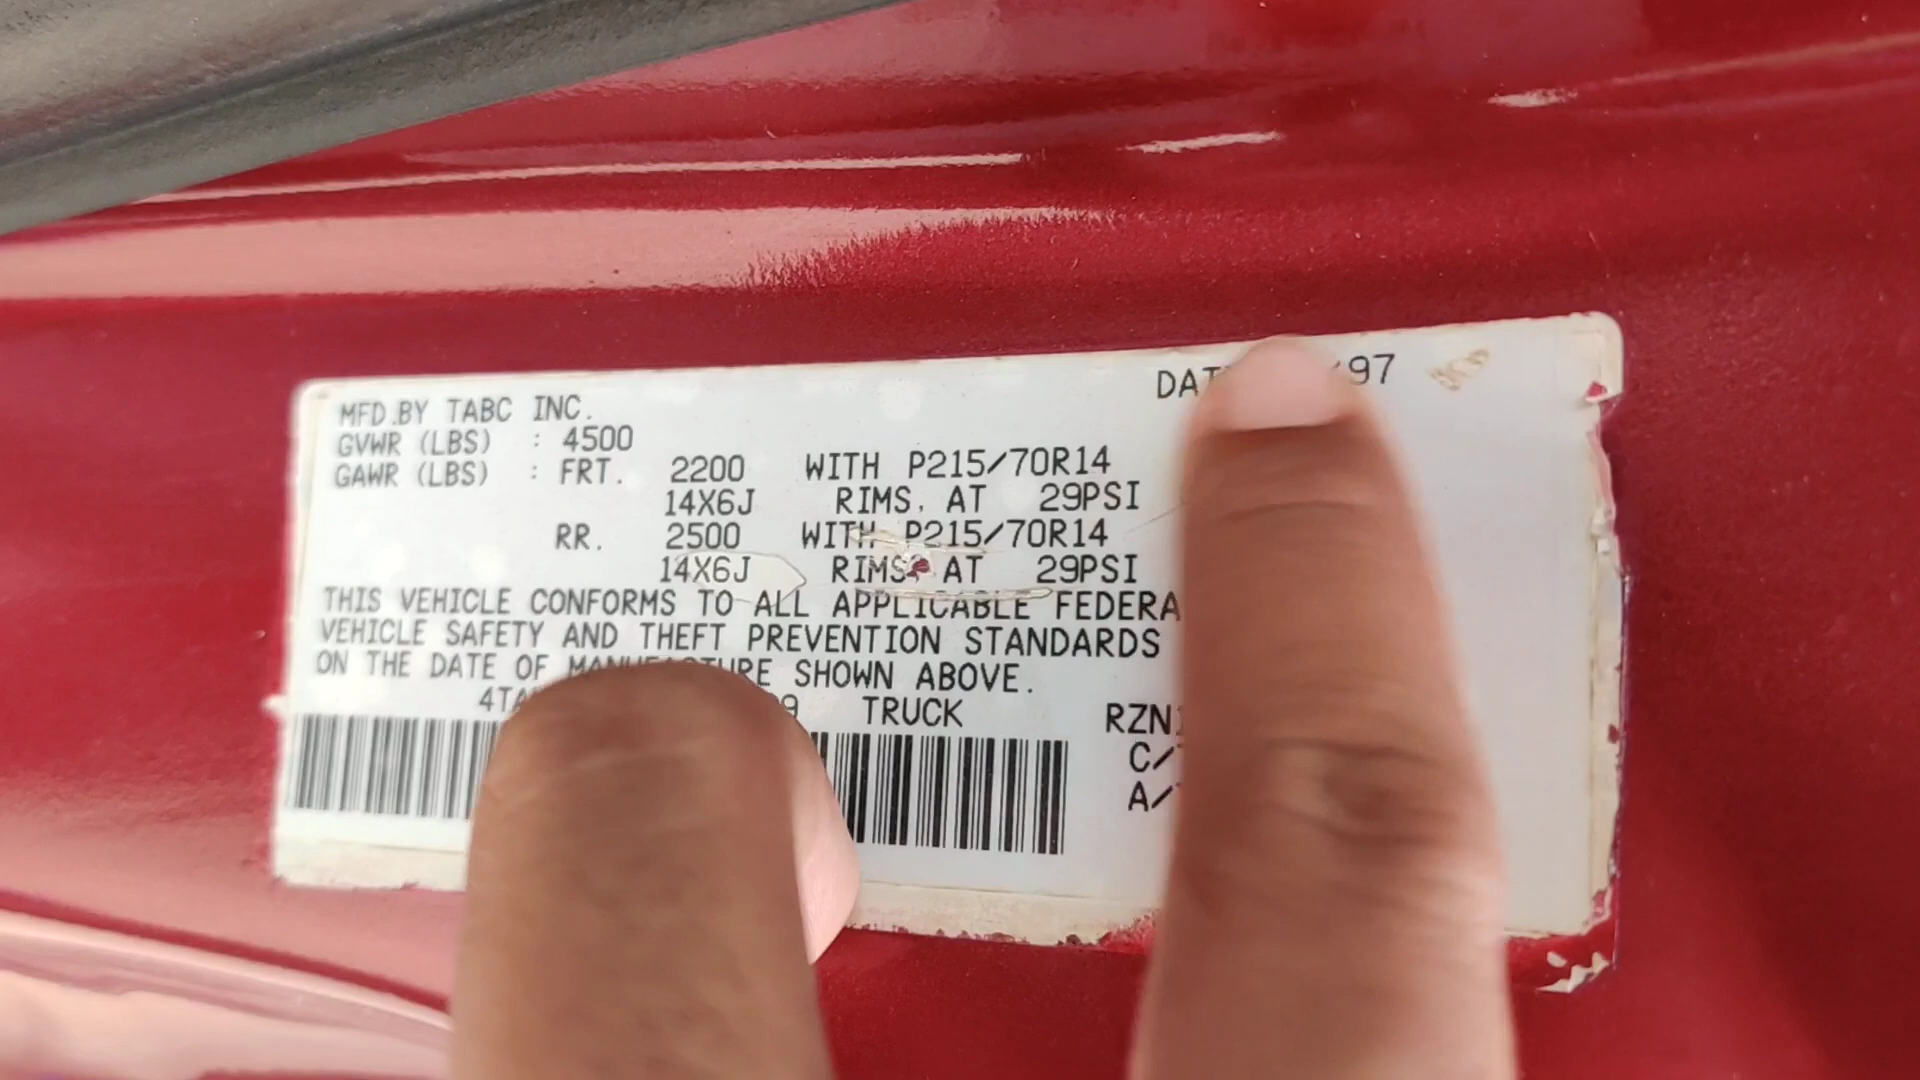 MFD.BY TABC INC.
/97
GVWR (LBS) : 4500
GAWR (LBS) : FRT. 2200 WITH P215/70R14
14X6J RIMS, AT 29PSI
RR. 2500 WITH P215/70R14
14X6J RIMS, AT 29PSI
THIS VEHICLE CONFORMS TO ALL APPLICABLE
VEHICLE SAFETY AND THEFT PREVENTION STANDARDS
ON THE DATE OF MANUFACTURE SHOWN ABOVE.
TRUCK